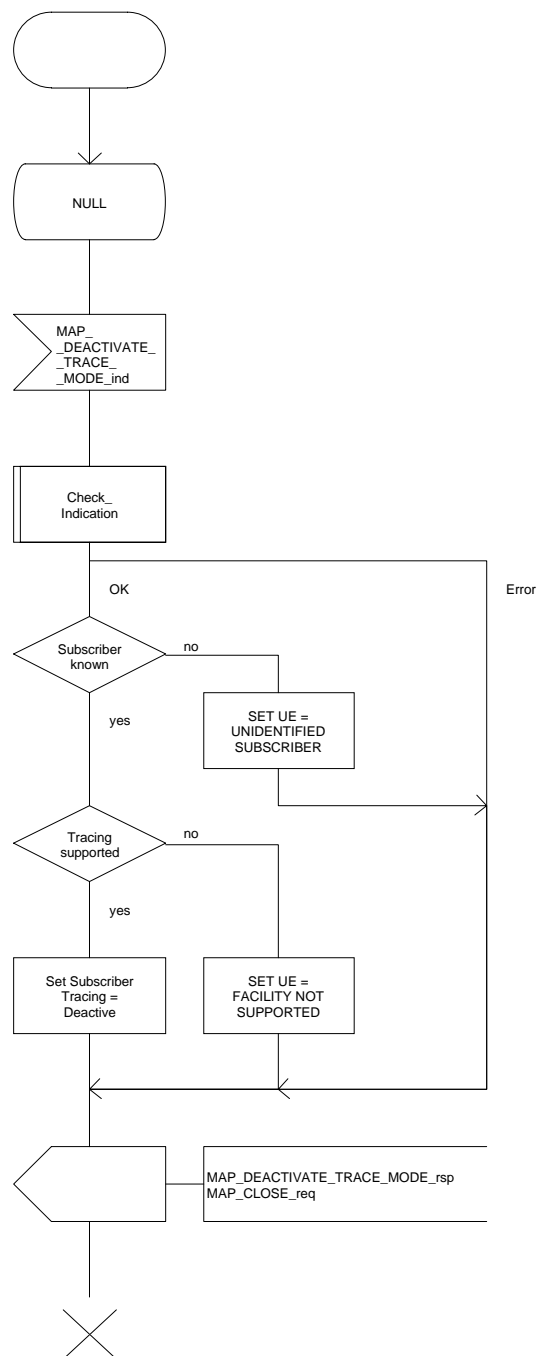 NULL
MAP_
_DEACTIVATE_
_TRACE_
_MODE_ind
Check_
Indication
OK
Error
Subscriber
known
no
yes
SET UE =
UNIDENTIFIED
SUBSCRIBER
Tracing
supported
no
yes
Set Subscriber
Tracing =
Deactive
SET UE =
FACILITY NOT
SUPPORTED
MAP_DEACTIVATE_TRACE_MODE_rsp
MAP_CLOSE_req